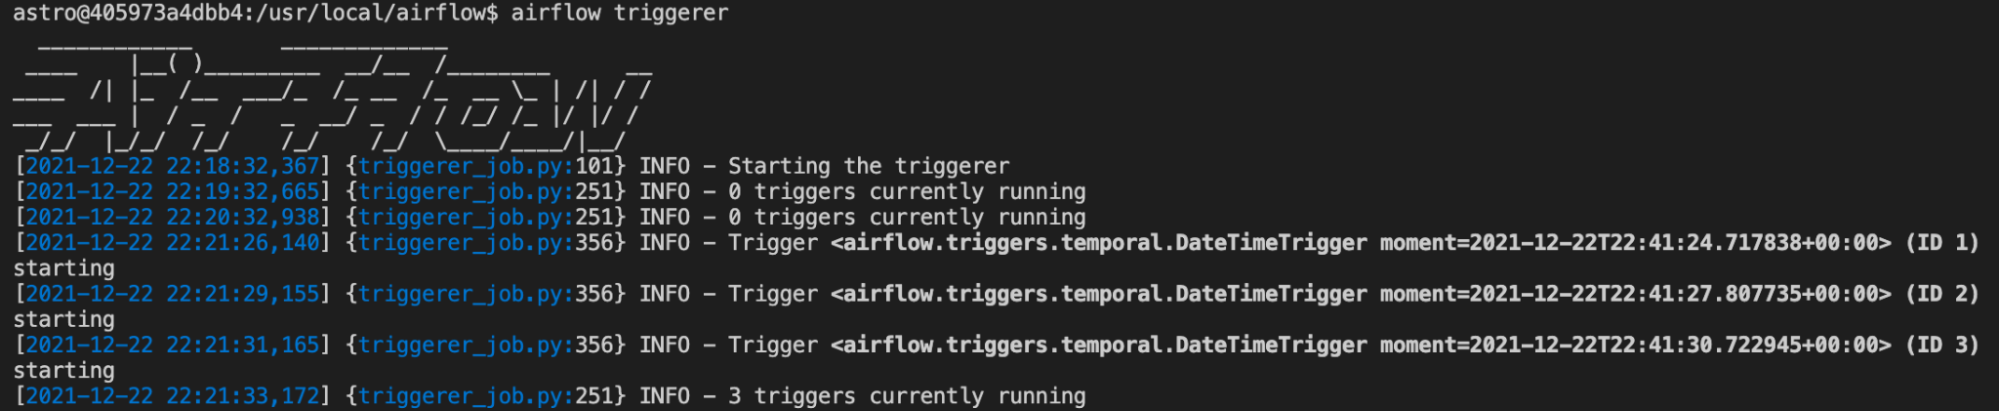 astro@405973a4dbb4:/usr/local/airflow$ airflow triggerer
  ____________       _____________
 ____    |__( )_________  __/__  /________      __
____  /| |_  /__  ___/_  /_ __  /_  __ \_ | /| / /
___  ___ |  / _  /   _  __/ _  / / /_/ /_ |/ |/ /
 _/_/  |_/_/  /_/    /_/    /_/  \____/____/|__/
[2021-12-22 22:18:32,367] {triggerer_job.py:101} INFO - Starting the triggerer
[2021-12-22 22:19:32,665] {triggerer_job.py:251} INFO - 0 triggers currently running
[2021-12-22 22:20:32,938] {triggerer_job.py:251} INFO - 0 triggers currently running
[2021-12-22 22:21:26,140] {triggerer_job.py:356} INFO - Trigger <airflow.triggers.temporal.DateTimeTrigger moment=2021-12-22T22:41:24.717838+00:00> (ID 1)
starting
[2021-12-22 22:21:29,155] {triggerer_job.py:356} INFO - Trigger <airflow.triggers.temporal.DateTimeTrigger moment=2021-12-22T22:41:27.807735+00:00> (ID 2)
starting
[2021-12-22 22:21:31,165] {triggerer_job.py:356} INFO - Trigger <airflow.triggers.temporal.DateTimeTrigger moment=2021-12-22T22:41:30.722945+00:00> (ID 3)
starting
[2021-12-22 22:21:33,172] {triggerer_job.py:251} INFO - 3 triggers currently running